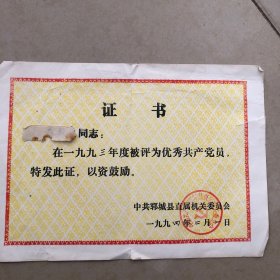 证书
同志：
在一九九三年度被评为优秀共产党员，
特发此证，以资鼓励。
中共郓城县直属机关委员会
一九九四年二月一日